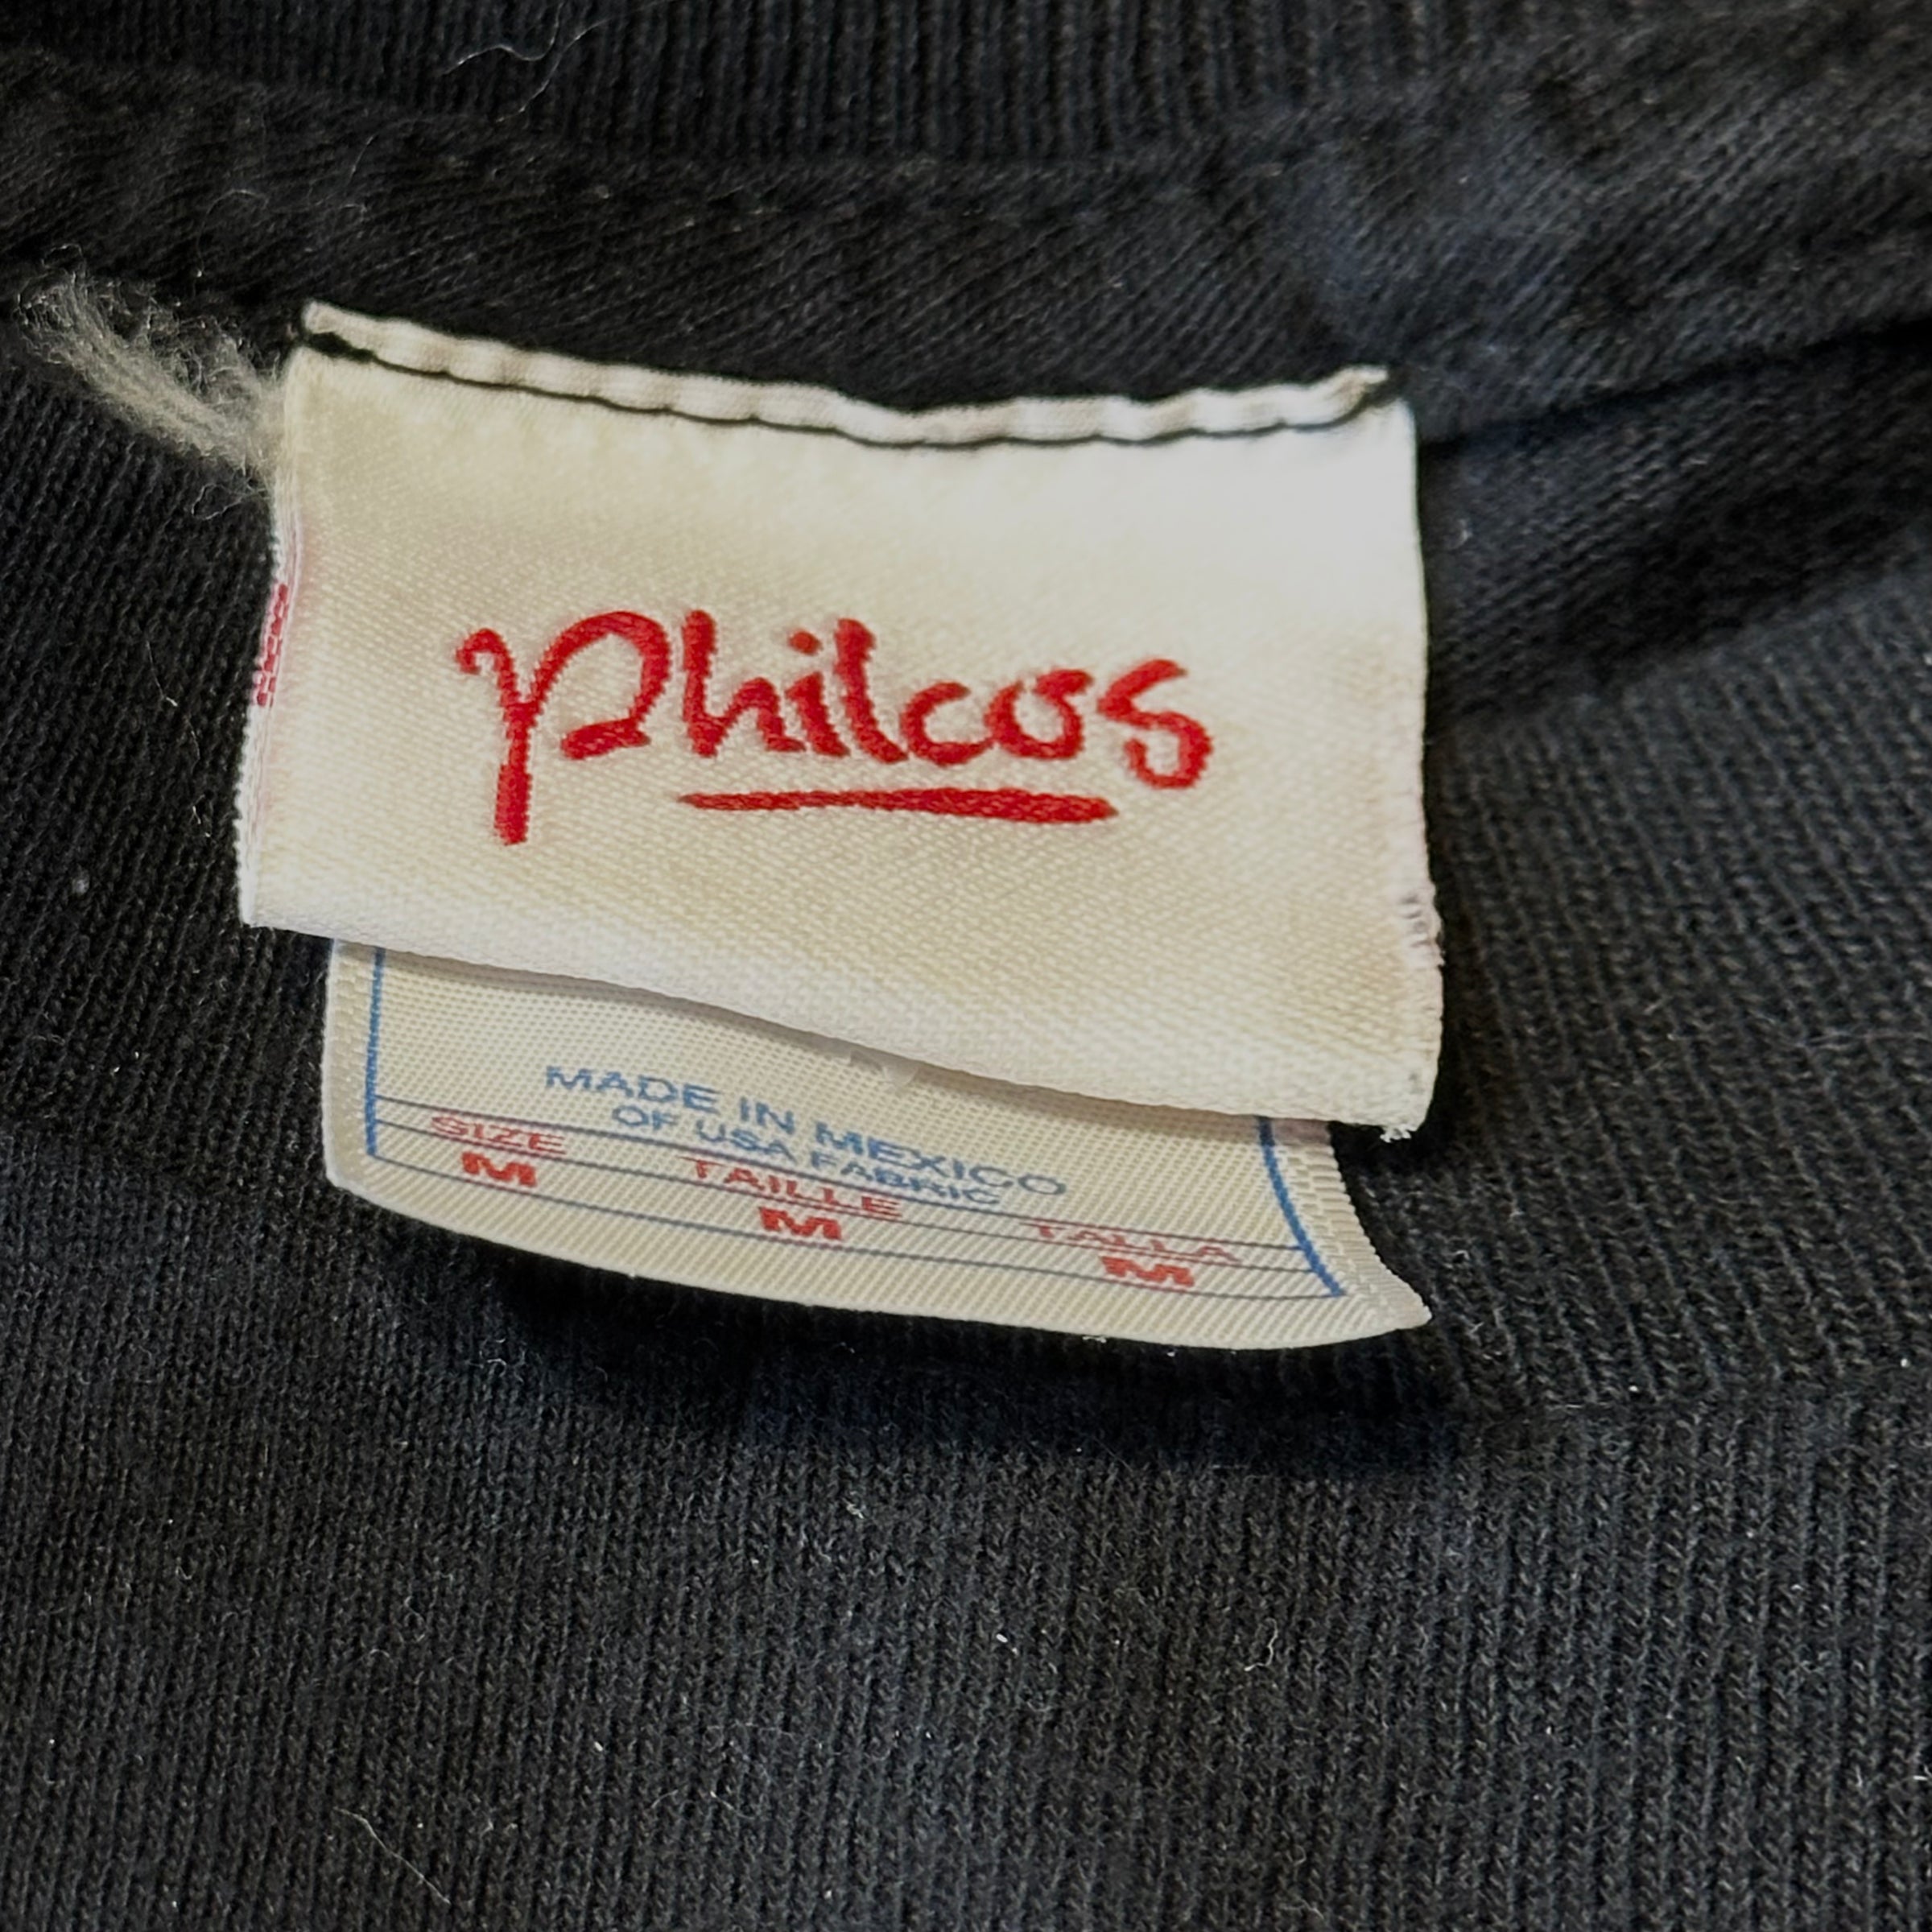 Philcos
MADE IN MEXICO
OF USA FABRIC
SIZE TAILLE TALLA
M M M